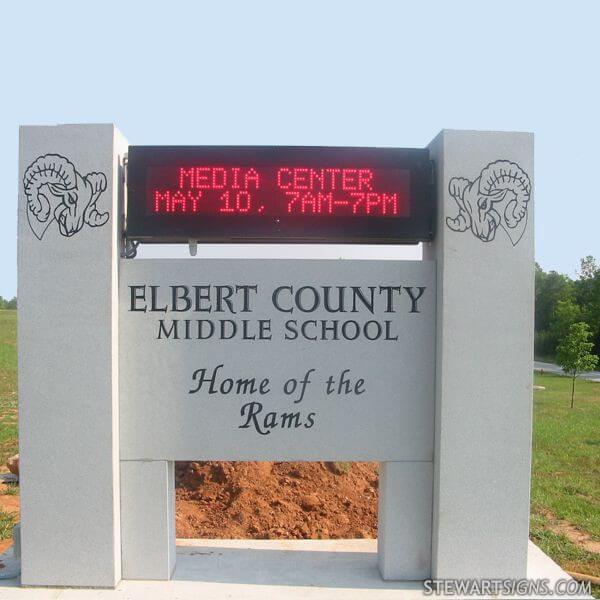 MEDIA CENTER
MAY 10, 7AM-7PM
ELBERT COUNTY
MIDDLE SCHOOL
Home of the
Rams
STEWARTSIGNS.COM